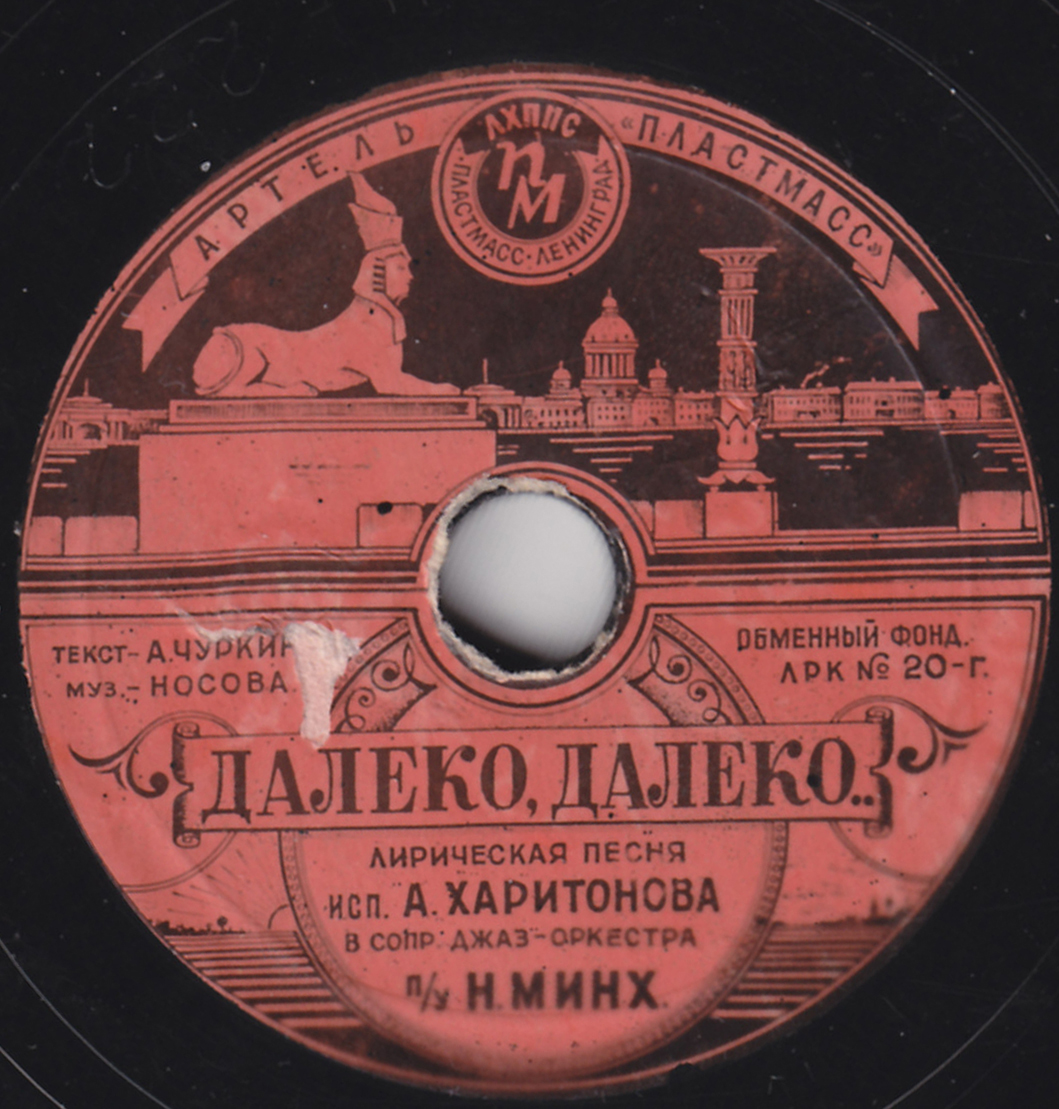 АРТЕЛЬ «ПЛАСТМАСС»
ЛХППС
ПМ
ПЛАСТМАСС·ЛЕНИНГРАД
ТЕКСТ-А.ЧУРКИН
МУЗ.-НОСОВА.
ОБМЕННЫЙ ФОНД.
ЛРК № 20-Г.
ДАЛЕКО, ДАЛЕКО..
ЛИРИЧЕСКАЯ ПЕСНЯ
ИСП. А. ХАРИТОНОВА
В СОПР. ДЖАЗ-ОРКЕСТРА
П/У Н.МИНХ.